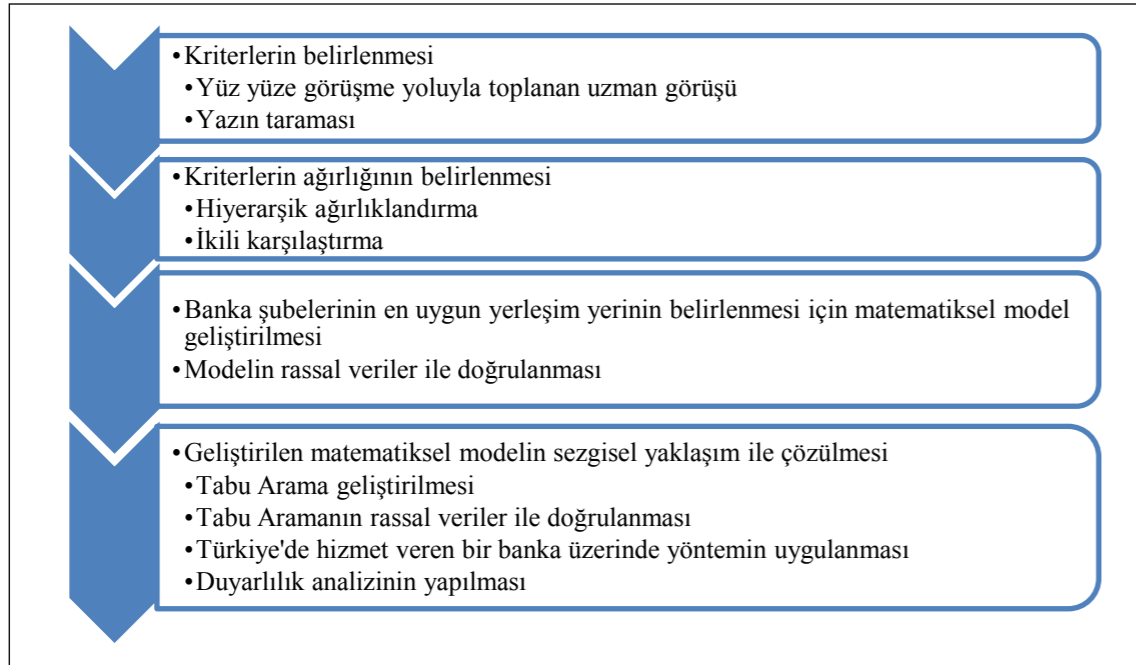 •Kriterlerin belirlenmesi
•Yüz yüze görüşme yoluyla toplanan uzman görüşü
•Yazın taraması
•Kriterlerin ağırlığının belirlenmesi
•Hiyerarşik ağırlıklandırma
•İkili karşılaştırma
•Banka şubelerinin en uygun yerleşim yerinin belirlenmesi için matematiksel model
geliştirilmesi
•Modelin rassal veriler ile doğrulanması
•Geliştirilen matematiksel modelin sezgisel yaklaşım ile çözülmesi
•Tabu Arama geliştirilmesi
•Tabu Aramanın rassal veriler ile doğrulanması
•Türkiye'de hizmet veren bir banka üzerinde yöntemin uygulanması
•Duyarlılık analizinin yapılması